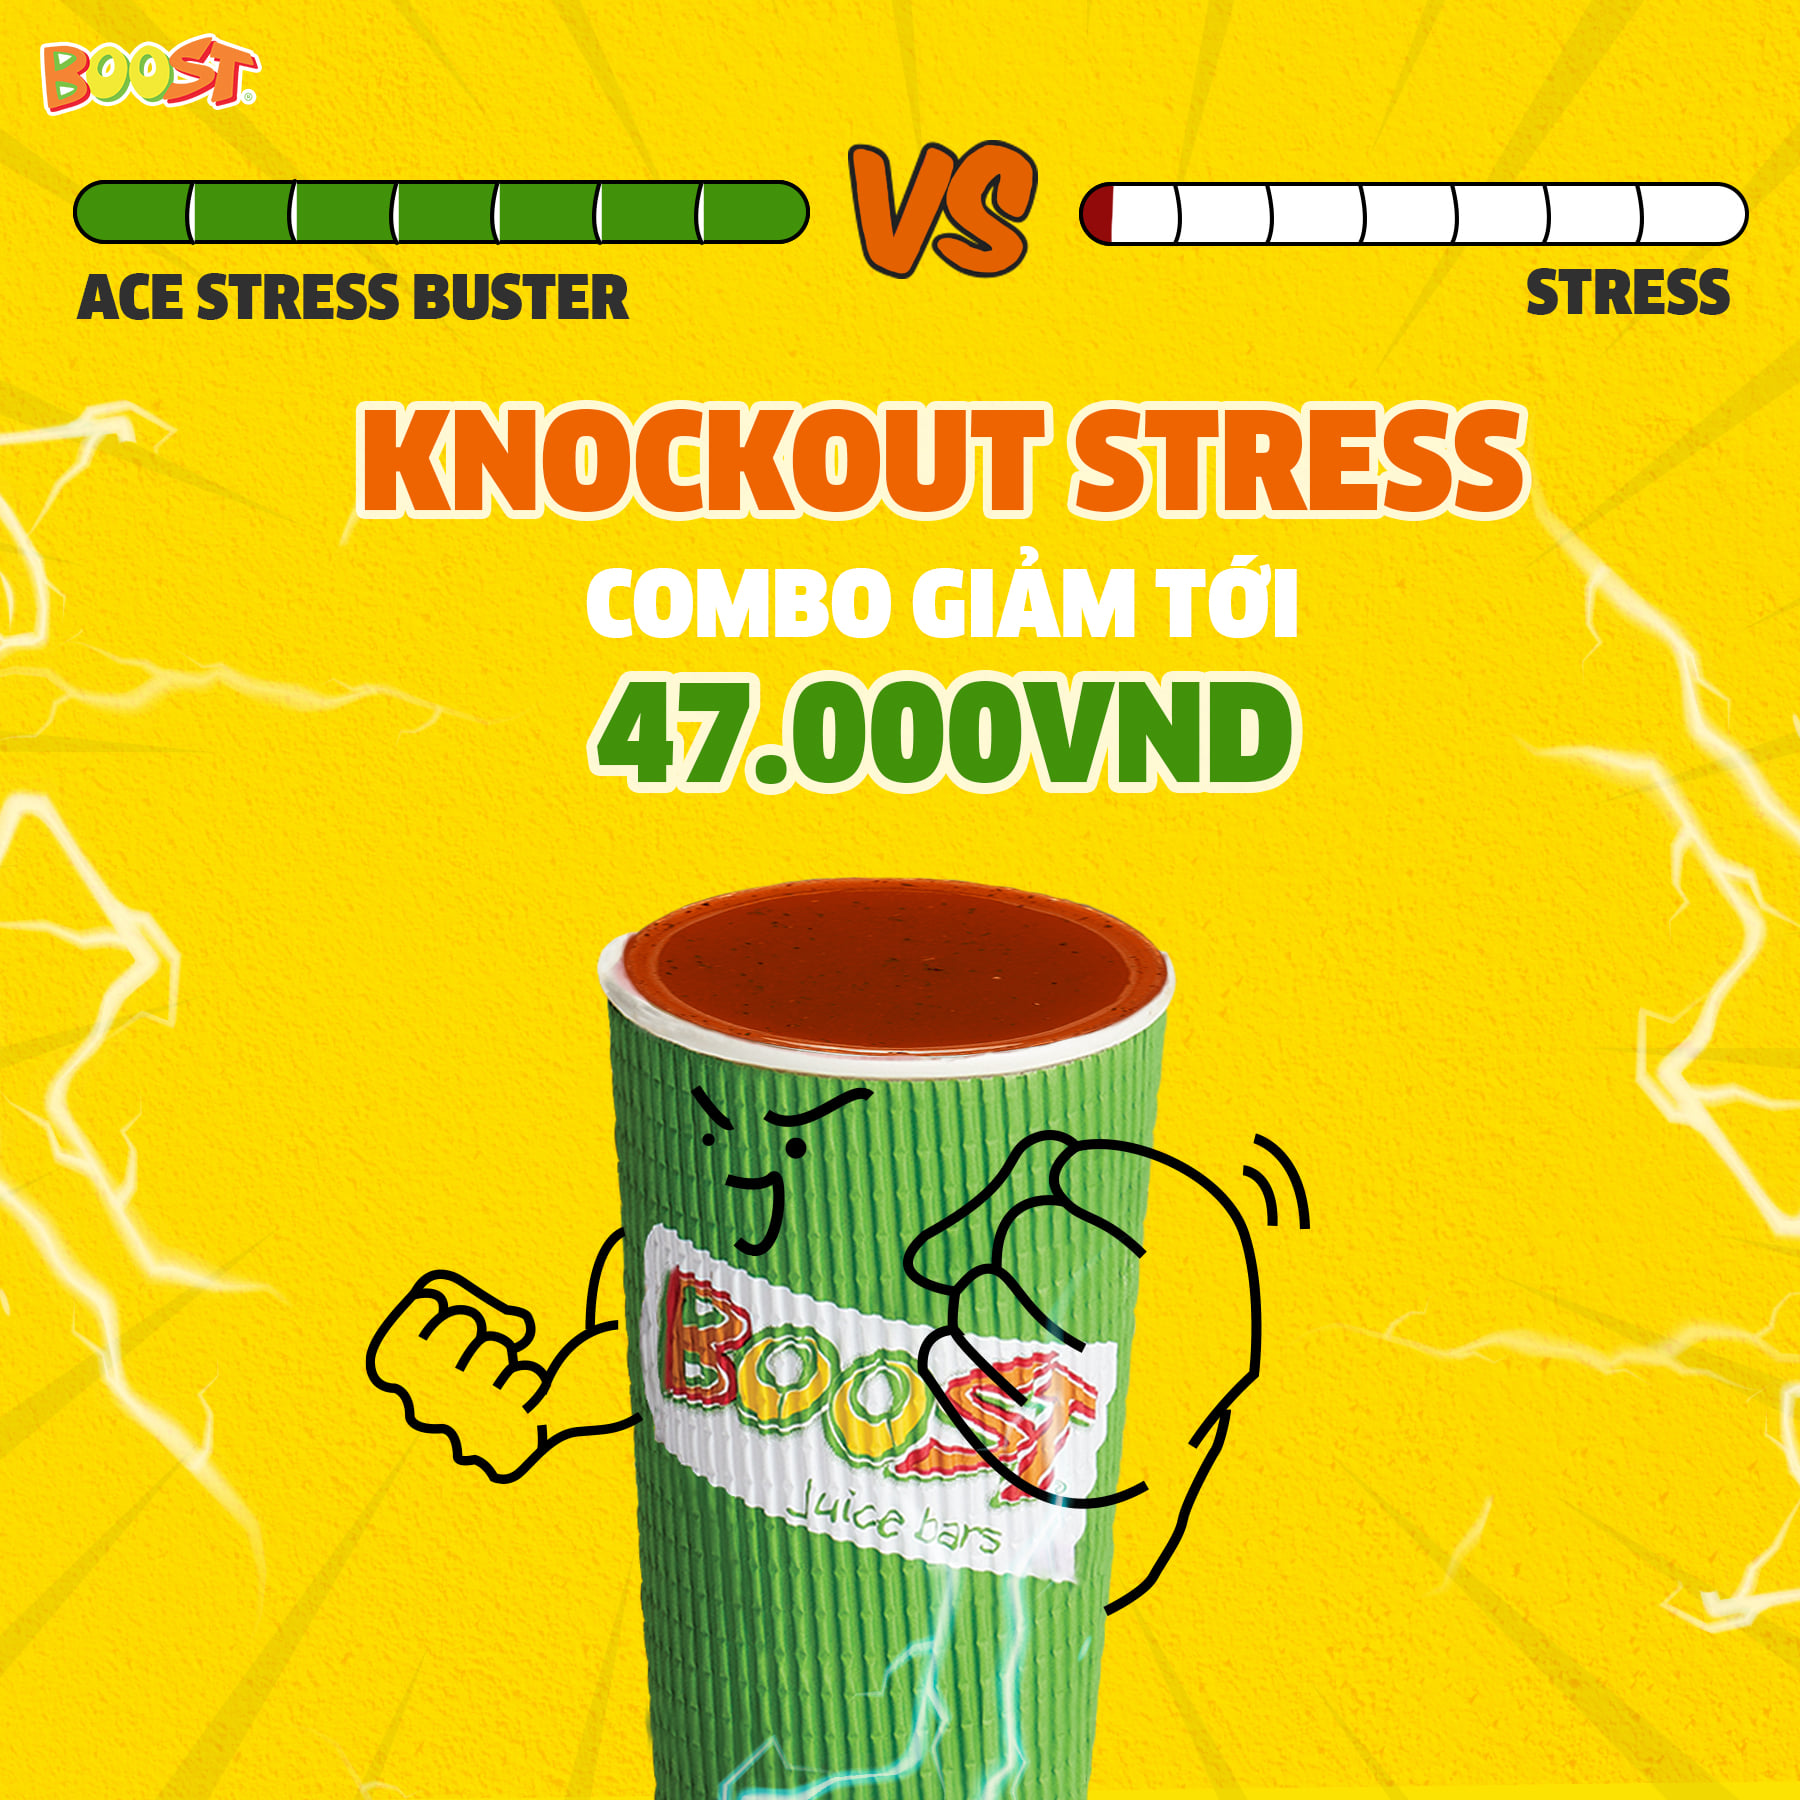 BOOST®
VS
ACE STRESS BUSTER
STRESS
KNOCKOUT STRESS
COMBO GIẢM TỚI
47.000VND
BOOST
juice bars